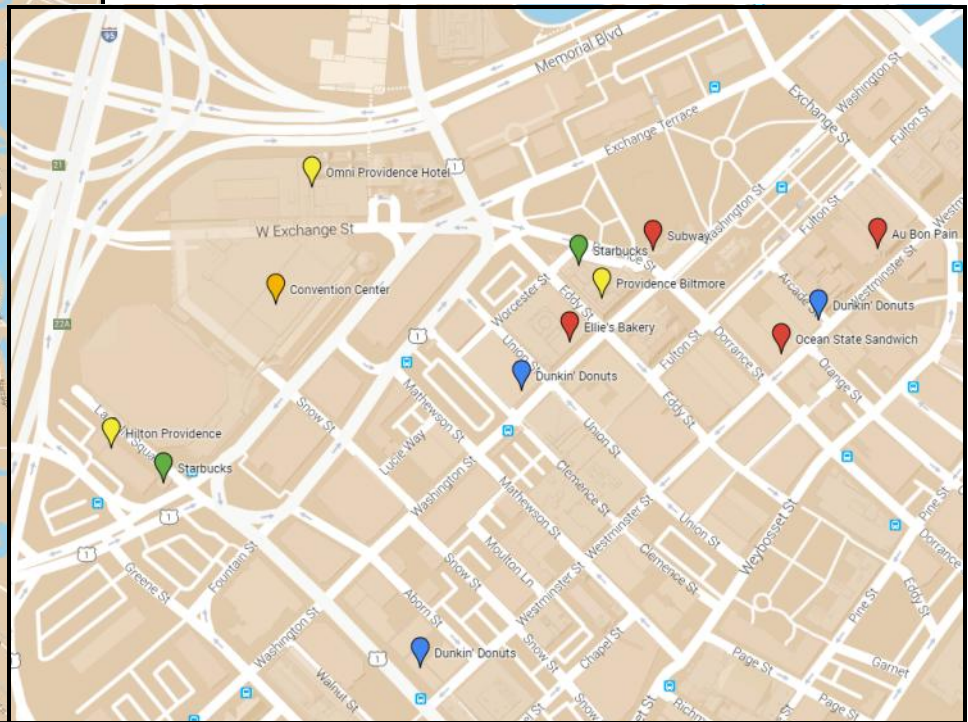 95
Memorial Blvd
Washington St
Exchange St
Fulton St
Exchange Terrace
21
Omni Providence Hotel
1
W Exchange St
Washington St
Fulton St
Subway
Au Bon Pain
Starbucks
Providence Biltmore
Convention Center
Worcester St
Eddy St
Arcade St
Westminster St
Dunkin' Donuts
22A
Ellie's Bakery
Ocean State Sandwich
1
Union St
Fulton St
Dorrance St
Orange St
Dunkin' Donuts
Snow St
Mathewson St
Eddy St
Hilton Providence
Lucie Way
Union St
Starbucks
Washington St
Clemence St
1
Mathewson St
Westminster St
Union St
Weybosset St
Pine St
Dorrance
1
Greene St
Fountain St
Snow St
Moulton Ln
Clemence St
Aborn St
Westminster St
Pine St
Eddy St
Washington St
Dunkin' Donuts
1
Snow St
Chapel St
Page St
Garnet
Walnut St
Page St